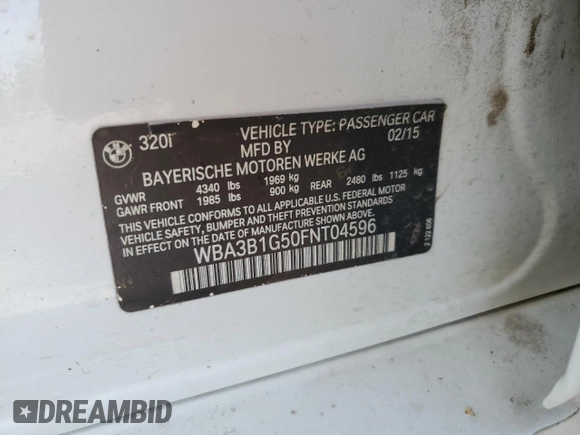 320i VEHICLE TYPE: PASSENGER CAR
MFD BY 02/15
BAYERISCHE MOTOREN WERKE AG
GVWR 4340 lbs 1969 kg
GAWR FRONT 1985 lbs 900 kg REAR 2480 lbs 1125 kg
THIS VEHICLE CONFORMS TO ALL APPLICABLE U.S. FEDERAL MOTOR
VEHICLE SAFETY, BUMPER AND THEFT PREVENTION STANDARDS
IN EFFECT ON THE DATE OF MANUFACTURE SHOWN ABOVE.
WBA3B1G50FNT04596
DREAMBID